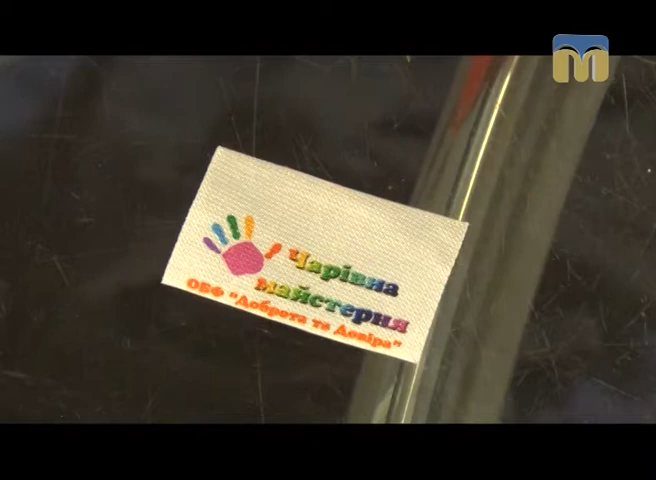 Чарівна
майстерня
ОБФ "Доброта та Довіра"